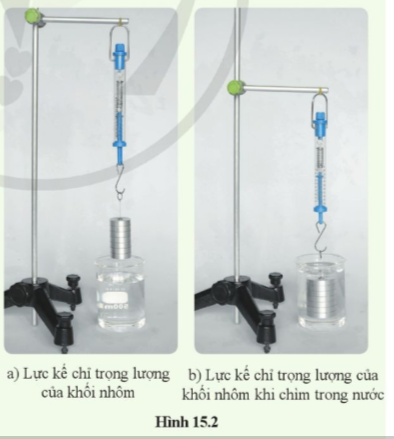 a) Lực kế chỉ trọng lượng
của khối nhôm
b) Lực kế chỉ trọng lượng của
khối nhôm khi chìm trong nước
Hình 15.2